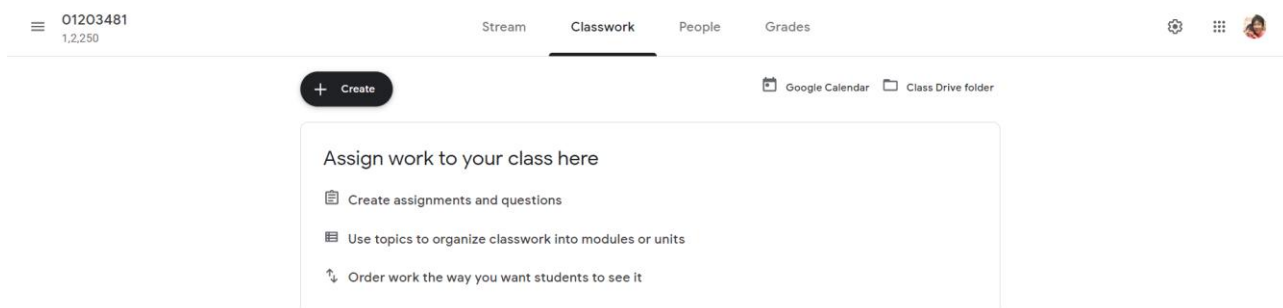 01203481
1,2,250
Stream
Classwork
People
Grades
Create
Google Calendar
Class Drive folder
Assign work to your class here
Create assignments and questions
Use topics to organize classwork into modules or units
Order work the way you want students to see it